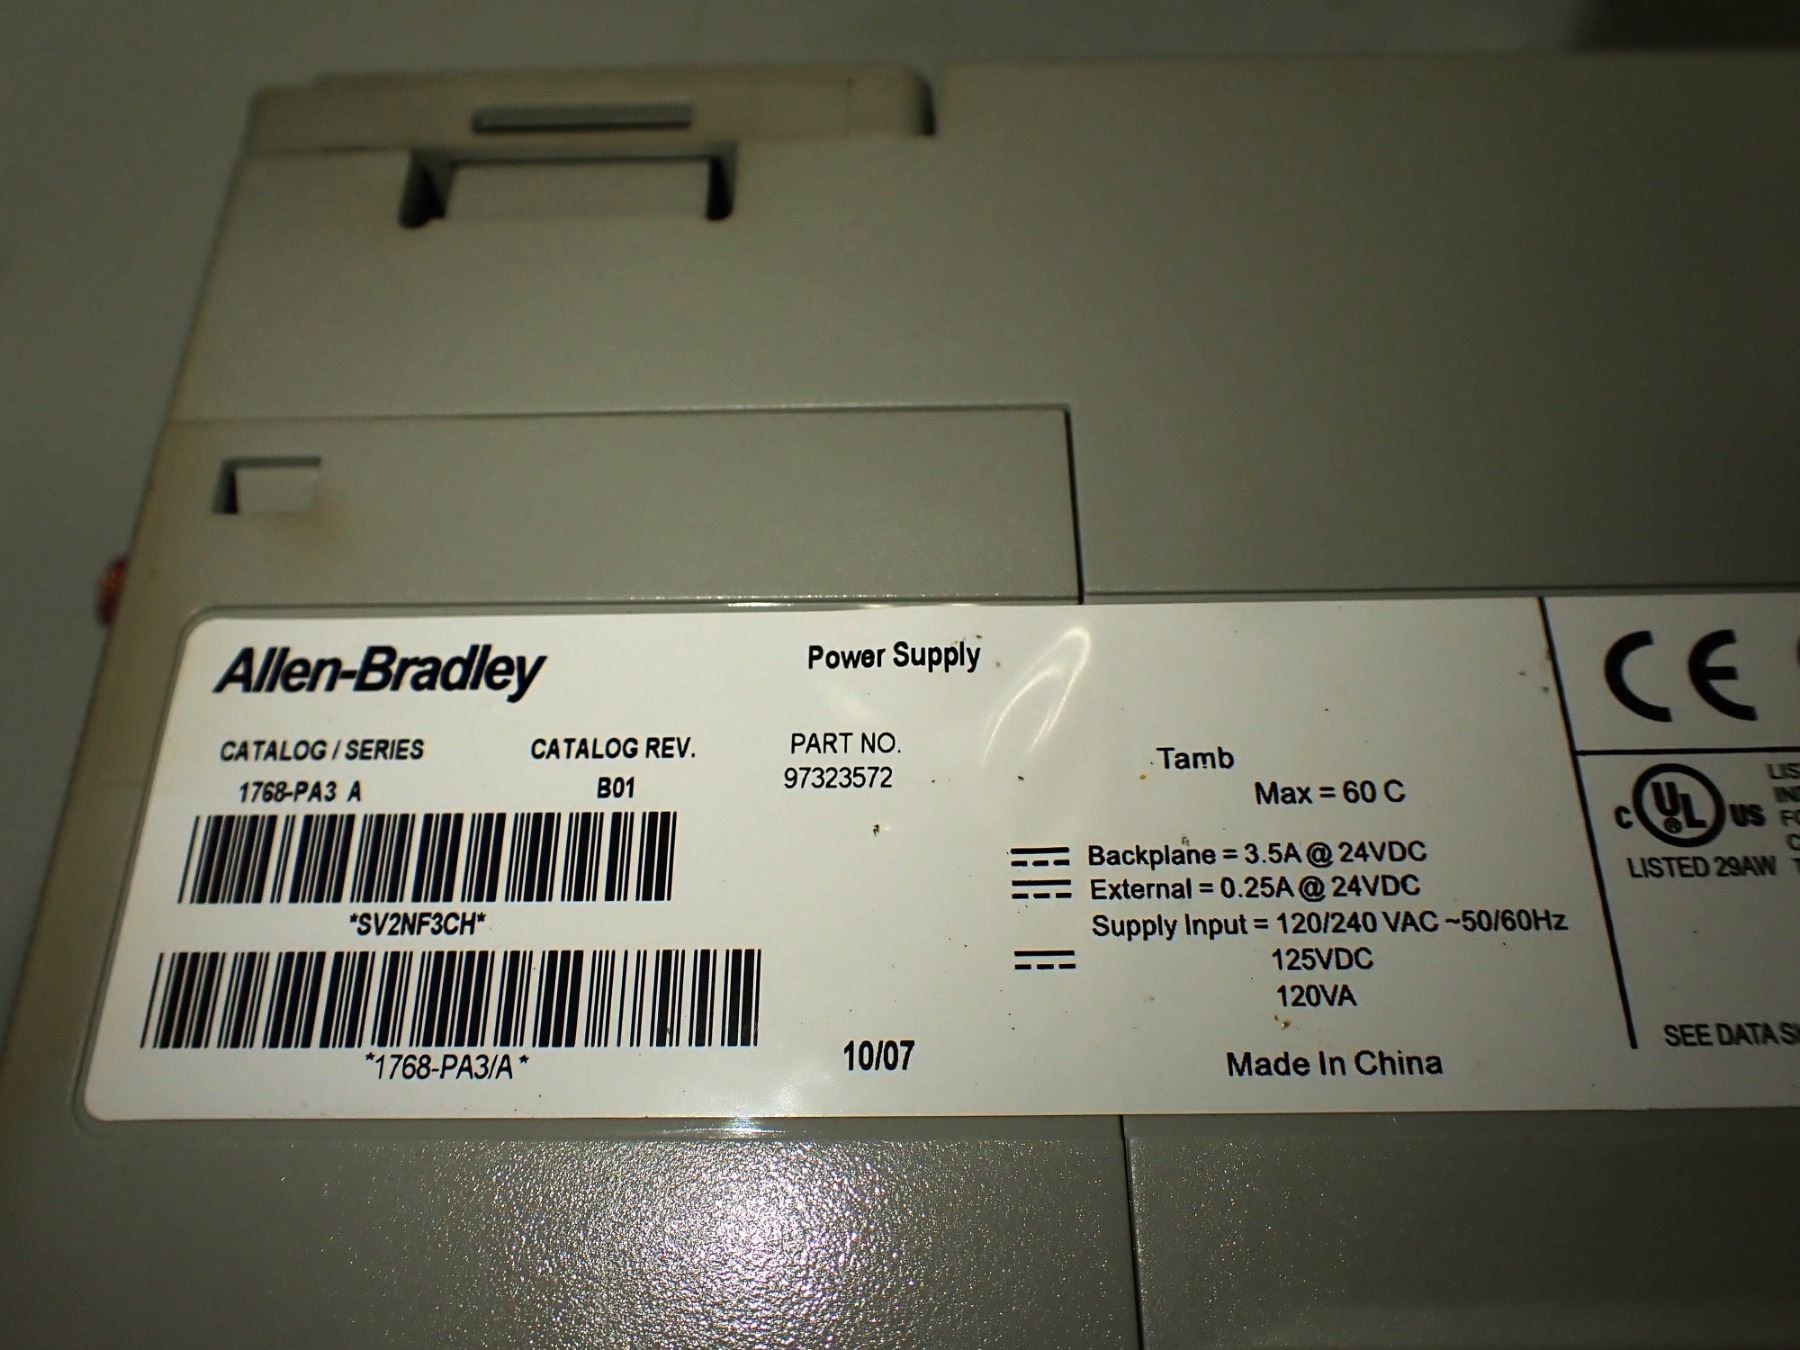 Allen-Bradley
Power Supply
CATALOG / SERIES
1768-PA3 A
CATALOG REV.
B01
PART NO.
97323572
*SV2NF3CH*
*1768-PA3/A*
10/07
Tamb
Max = 60 C
Backplane = 3.5A @ 24VDC
External = 0.25A @ 24VDC
Supply Input = 120/240 VAC ~50/60Hz
125VDC
120VA
Made In China
CE
C UL US
®
LISTED 29AW
SEE DATA